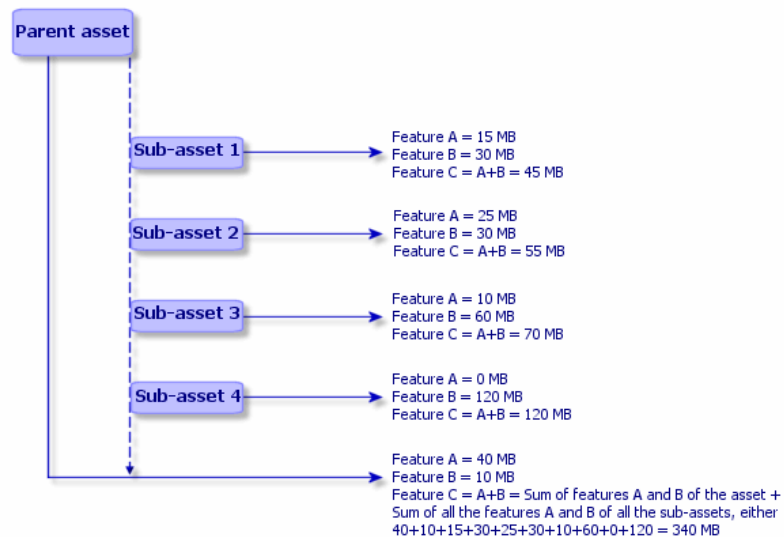 Parent asset
Sub-asset 1
Feature A = 15 MB
Feature B = 30 MB
Feature C = A+B = 45 MB
Sub-asset 2
Feature A = 25 MB
Feature B = 30 MB
Feature C = A+B = 55 MB
Sub-asset 3
Feature A = 10 MB
Feature B = 60 MB
Feature C = A+B = 70 MB
Sub-asset 4
Feature A = 0 MB
Feature B = 120 MB
Feature C = A+B = 120 MB
Feature A = 40 MB
Feature B = 10 MB
Feature C = A+B = Sum of features A and B of the asset +
Sum of all the features A and B of all the sub-assets, either
40+10+15+30+25+30+10+60+0+120 = 340 MB